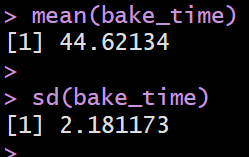 > mean(bake_time)
[1] 44.62134
>
> sd(bake_time)
[1] 2.181173
>